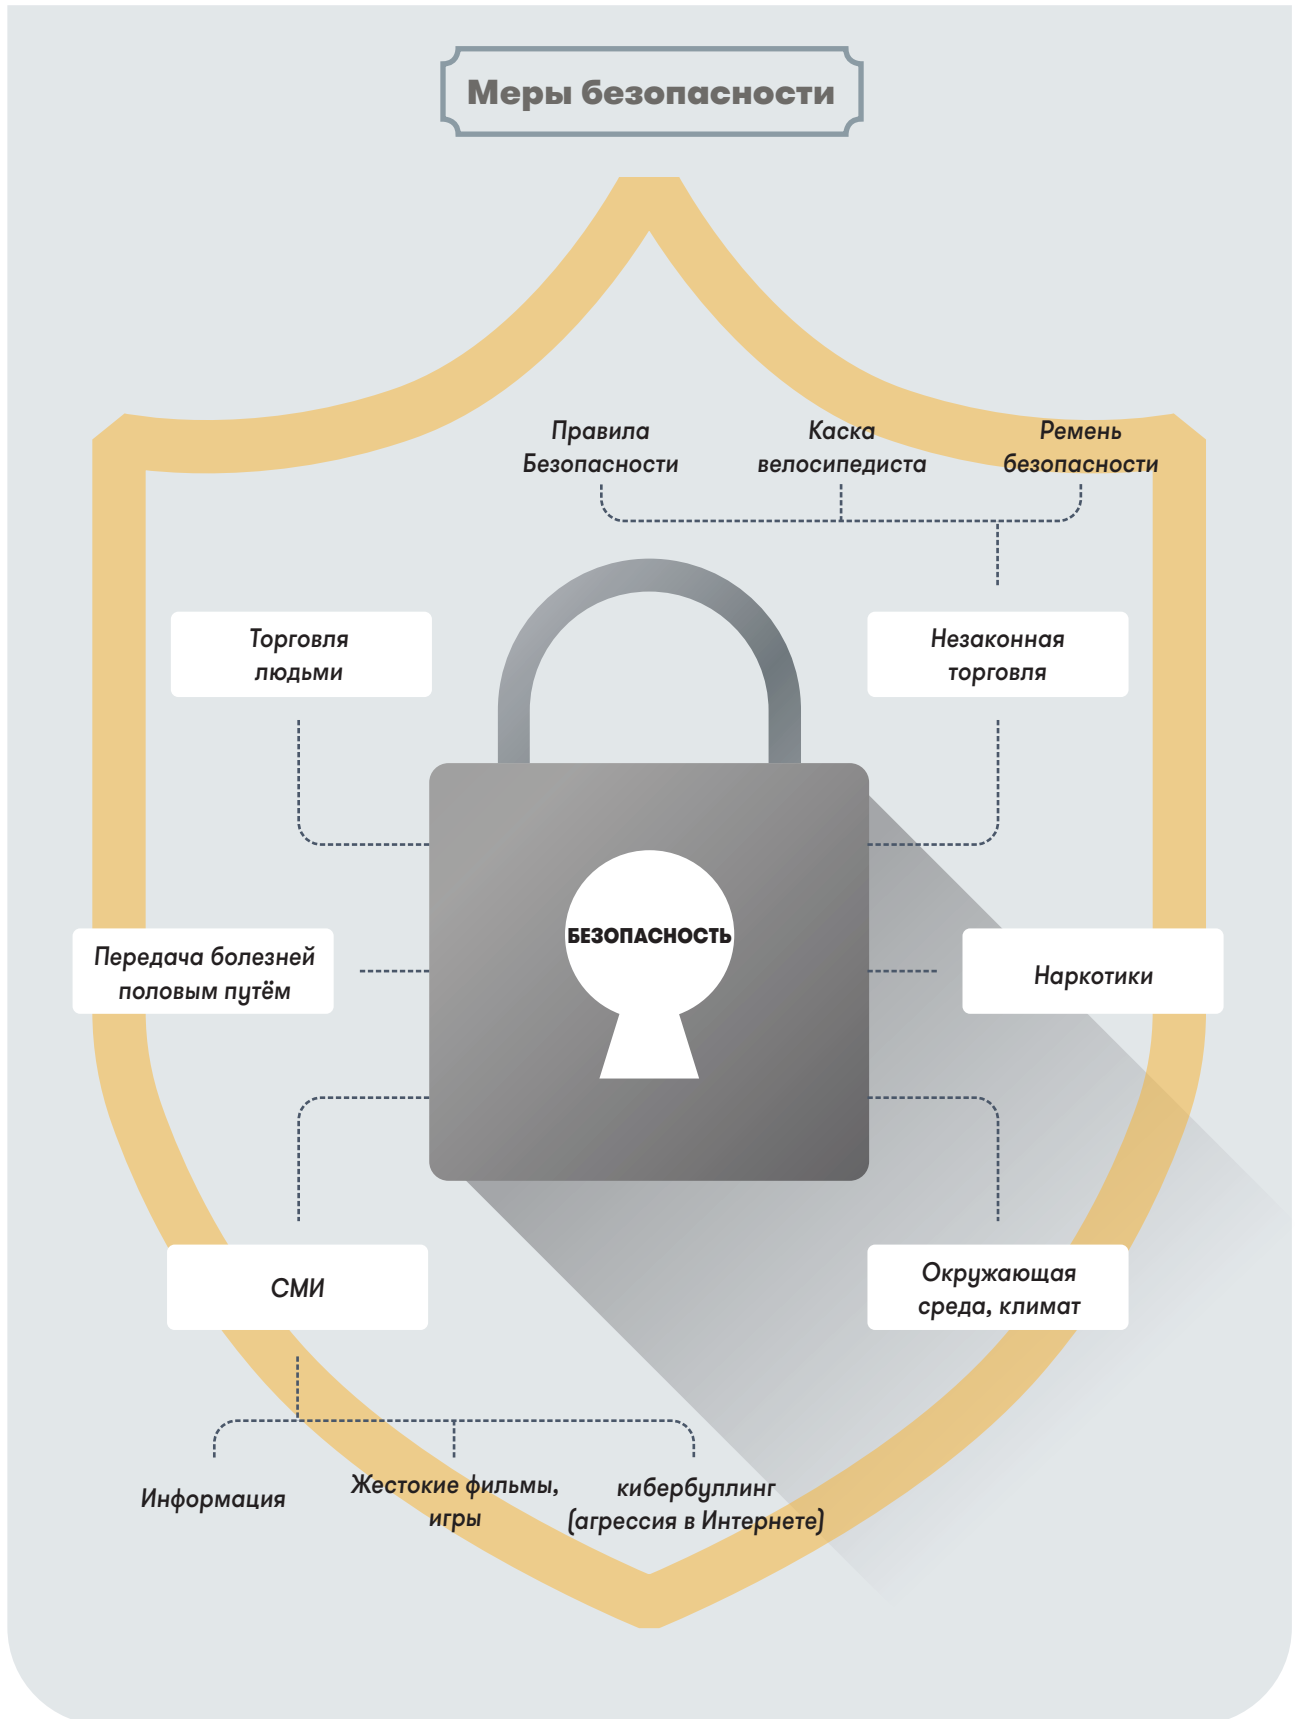 Меры безопасности
Правила
Безопасности
Каска
велосипедиста
Ремень
безопасности
Торговля
людьми
Незаконная
торговля
БЕЗОПАСНОСТЬ
Передача болезней
половым путём
Наркотики
СМИ
Окружающая
среда, климат
Информация
Жестокие фильмы,
игры
кибербуллинг
(агрессия в Интернете)